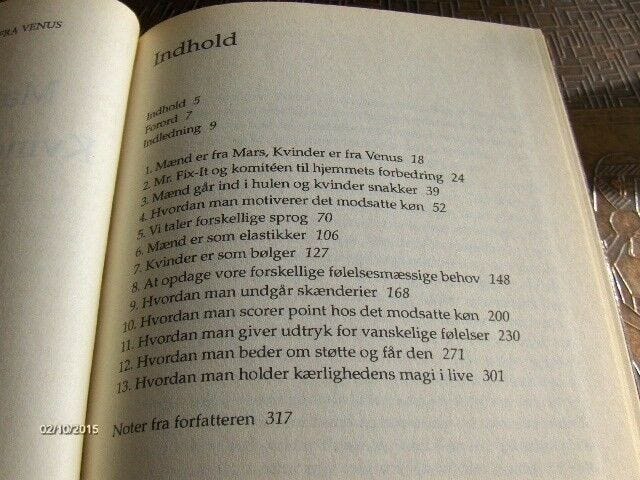 FRA VENUS
Indhold
Indhold 5
Forord 7
Indledning 9
1. Mænd er fra Mars, Kvinder er fra Venus 18
2. Mr. Fix-It og komitéen til hjemmets forbedring 24
3. Mænd går ind i hulen og kvinder snakker 39
4. Hvordan man motiverer det modsatte køn 52
5. Vi taler forskellige sprog 70
6. Mænd er som elastikker 106
7. Kvinder er som bølger 127
8. At opdage vore forskellige følelsesmæssige behov 148
9. Hvordan man undgår skænderier 168
10. Hvordan man scorer point hos det modsatte køn 200
11. Hvordan man giver udtryk for vanskelige følelser 230
12. Hvordan man beder om støtte og får den 271
13. Hvordan man holder kærlighedens magi i live 301
Noter fra forfatteren 317
02/10/2015